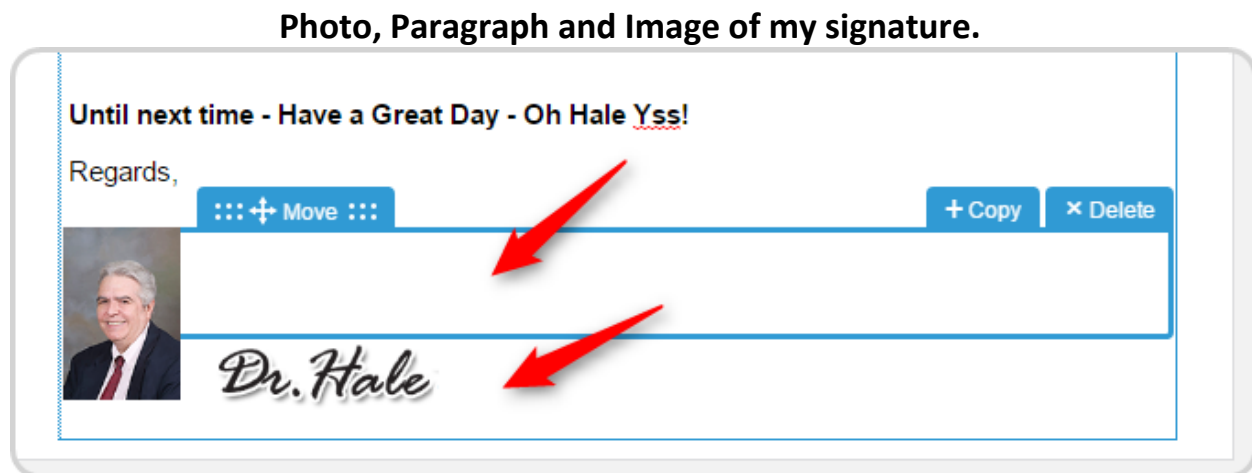 Photo, Paragraph and Image of my signature.
Until next time - Have a Great Day - Oh Hale Yss!
Regards,
Move
+ Copy
× Delete
Dr. Hale